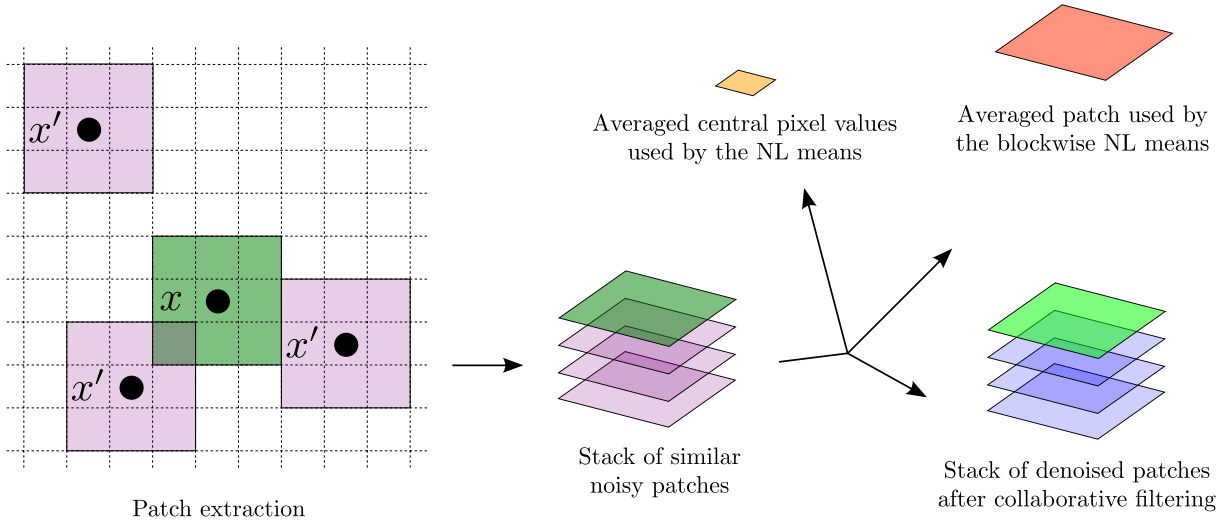 x′
x
x′
x′
Patch extraction
Stack of similar
noisy patches
Averaged central pixel values
used by the NL means
Averaged patch used by
the blockwise NL means
Stack of denoised patches
after collaborative filtering